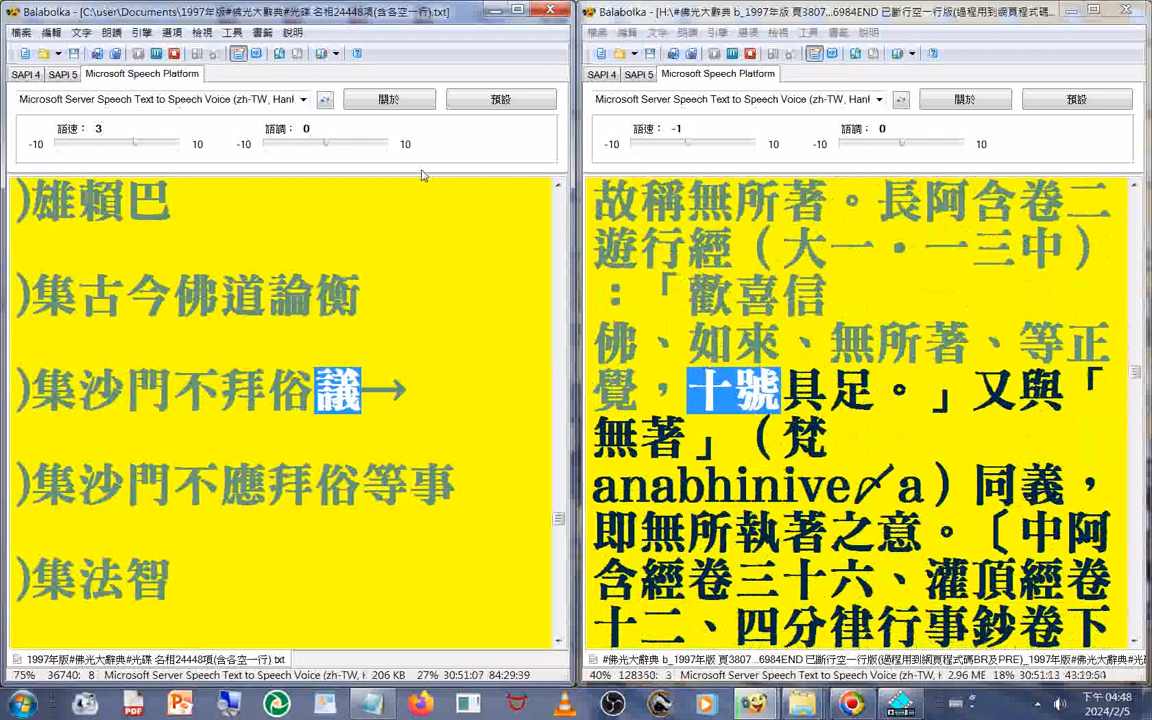 Balabolka - [C:\user\Documents\1997年版#佛光大辭典#光碟 名相24448項(含各空一行).txt]
檔案 編輯 文字 朗讀 引擎 選項 檢視 工具 書籤 說明
SAPI 4 SAPI 5 Microsoft Speech Platform
Microsoft Server Speech Text to Speech Voice (zh-TW, Hanl
關於 預設
語速： 3 語調： 0
-10 10 -10 10
)雄賴巴
)集古今佛道論衡
)集沙門不拜俗議→
)集沙門不應拜俗等事
)集法智
1997年版#佛光大辭典#光碟 名相24448項(含各空一行).txt
75% 36740: 8 Microsoft Server Speech Text to Speech Voice (zh-TW, H 206 KB 27% 30:51:07 84:29:39
Balabolka - [H:\#佛光大辭典 b_1997年版 頁3807...6984END 已斷行空一行版(過程用到網頁程式碼
檔案 編輯 文字 朗讀 引擎 選項 檢視 工具 書籤 說明
SAPI 4 SAPI 5 Microsoft Speech Platform
Microsoft Server Speech Text to Speech Voice (zh-TW, Hanl
關於 預設
語速： -1 語調： 0
-10 10 -10 10
故稱無所著。長阿含卷二
遊行經（大一・一三中）
：「歡喜信
佛、如來、無所著、等正
覺，十號具足。」又與「
無著」（梵
anabhinive〆a）同義，
即無所執著之意。〔中阿
含經卷三十六、灌頂經卷
十二、四分律行事鈔卷下
#佛光大辭典 b_1997年版 頁3807...6984END 已斷行空一行版(過程用到網頁程式碼BR及PRE)_1997年版#佛光大辭典#光
40% 128350: 3 Microsoft Server Speech Text to Speech Voice (zh-TW, H 2.96 MB 18% 30:51:13 43:29:54
下午 04:48
2024/2/5